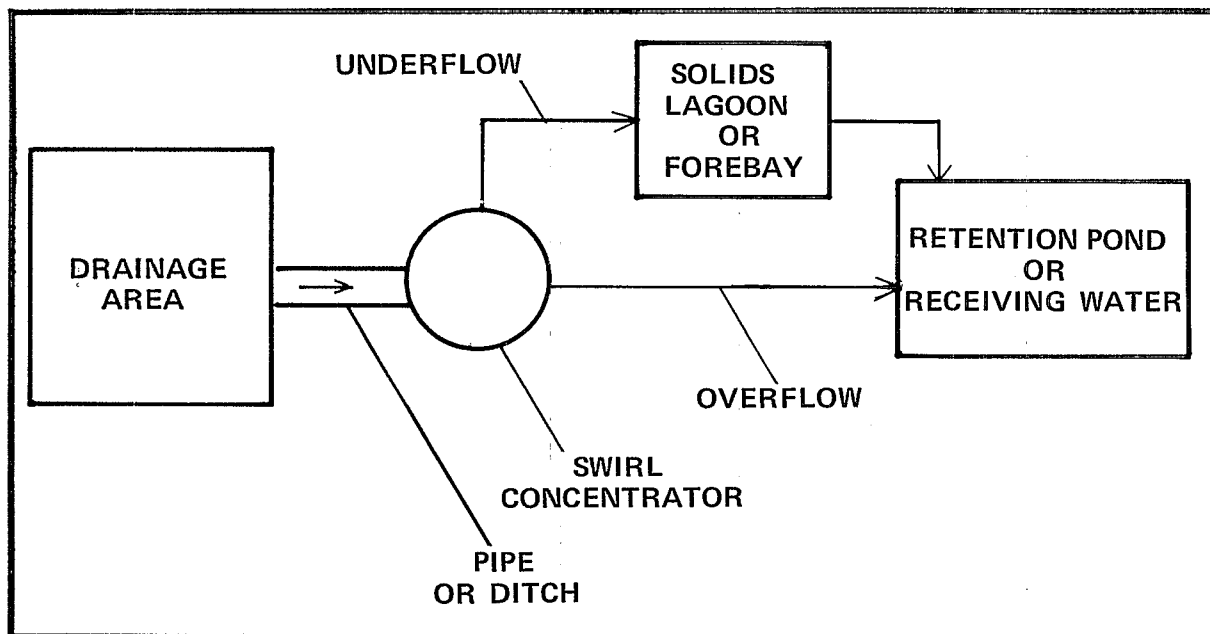 UNDERFLOW
SOLIDS
LAGOON
OR
FOREBAY
DRAINAGE
AREA
RETENTION POND
OR
RECEIVING WATER
OVERFLOW
SWIRL
CONCENTRATOR
PIPE
OR DITCH